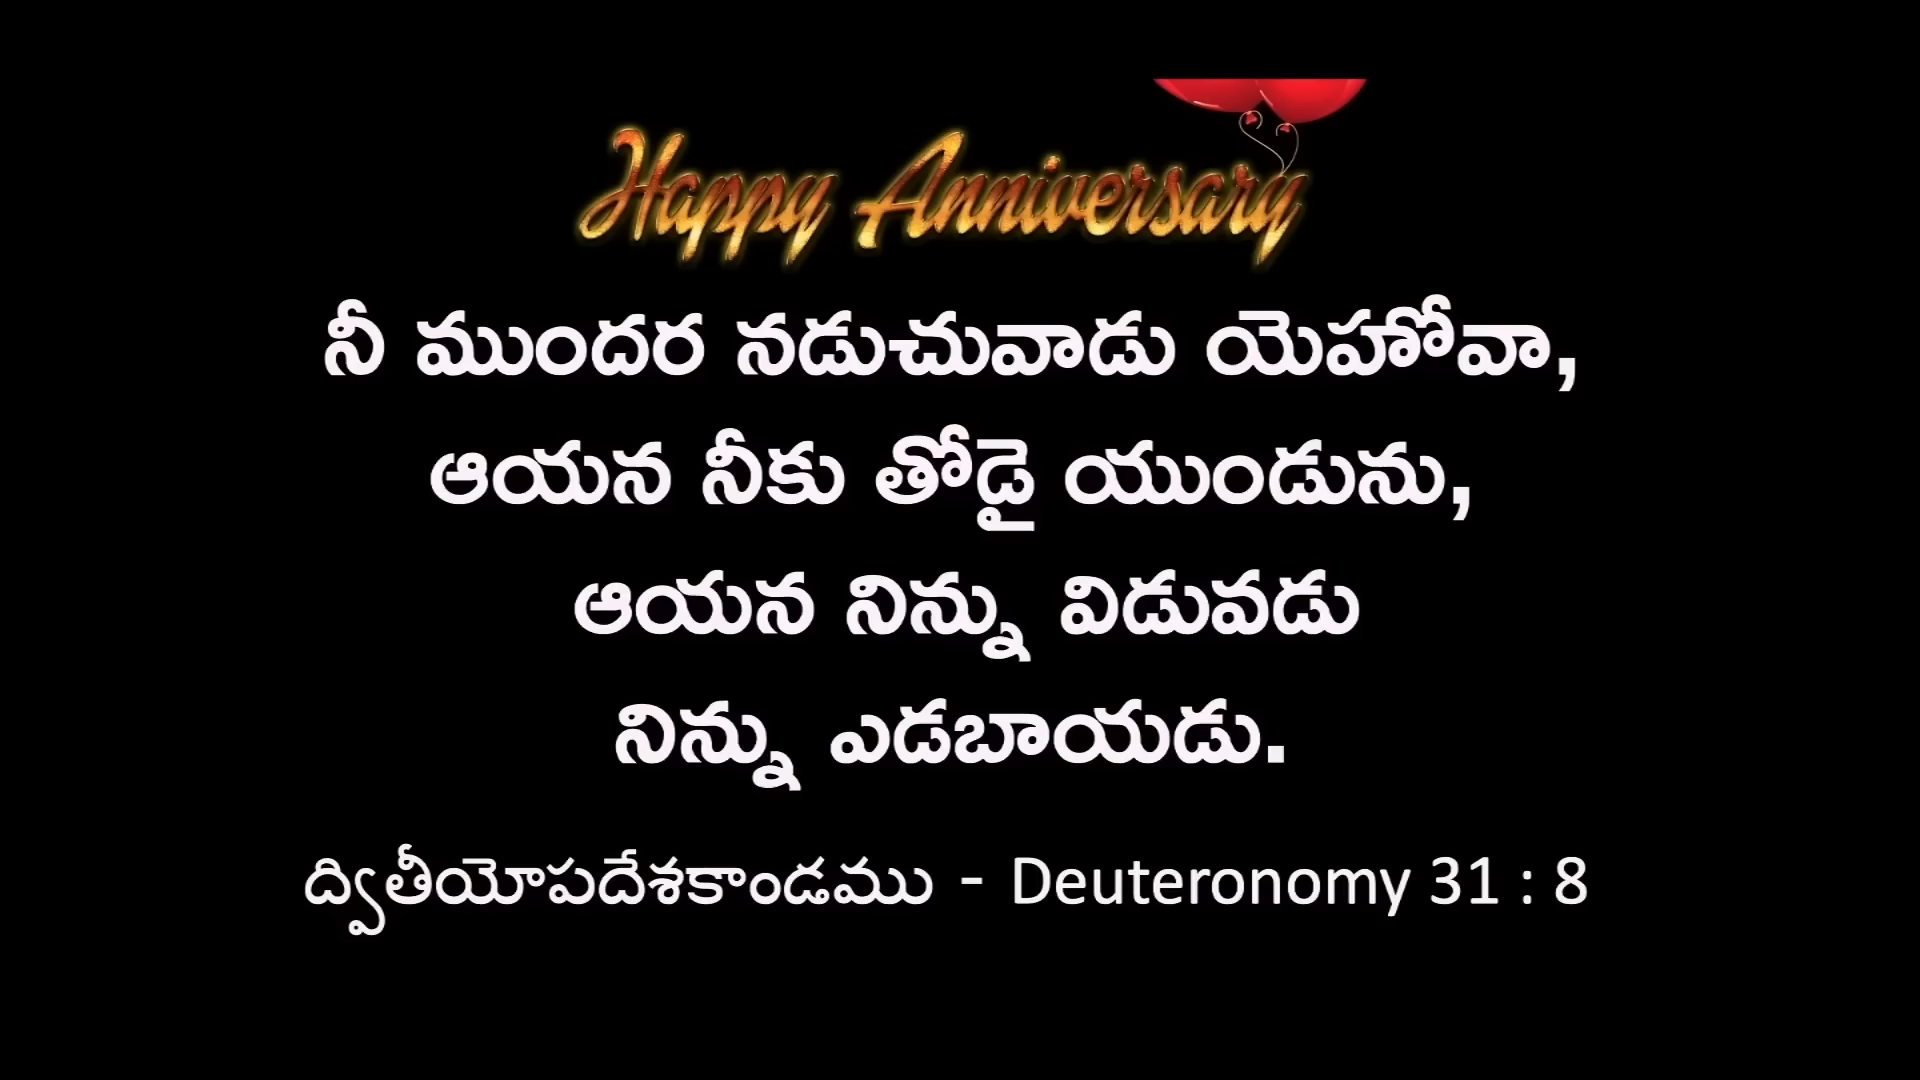 Happy Anniversary
నీ ముందర నడుచువాడు యెహోవా,
ఆయన నీకు తోడై యుండును,
ఆయన నిన్ను విడువడు
నిన్ను ఎడబాయడు.
ద్వితీయోపదేశకాండము - Deuteronomy 31 : 8